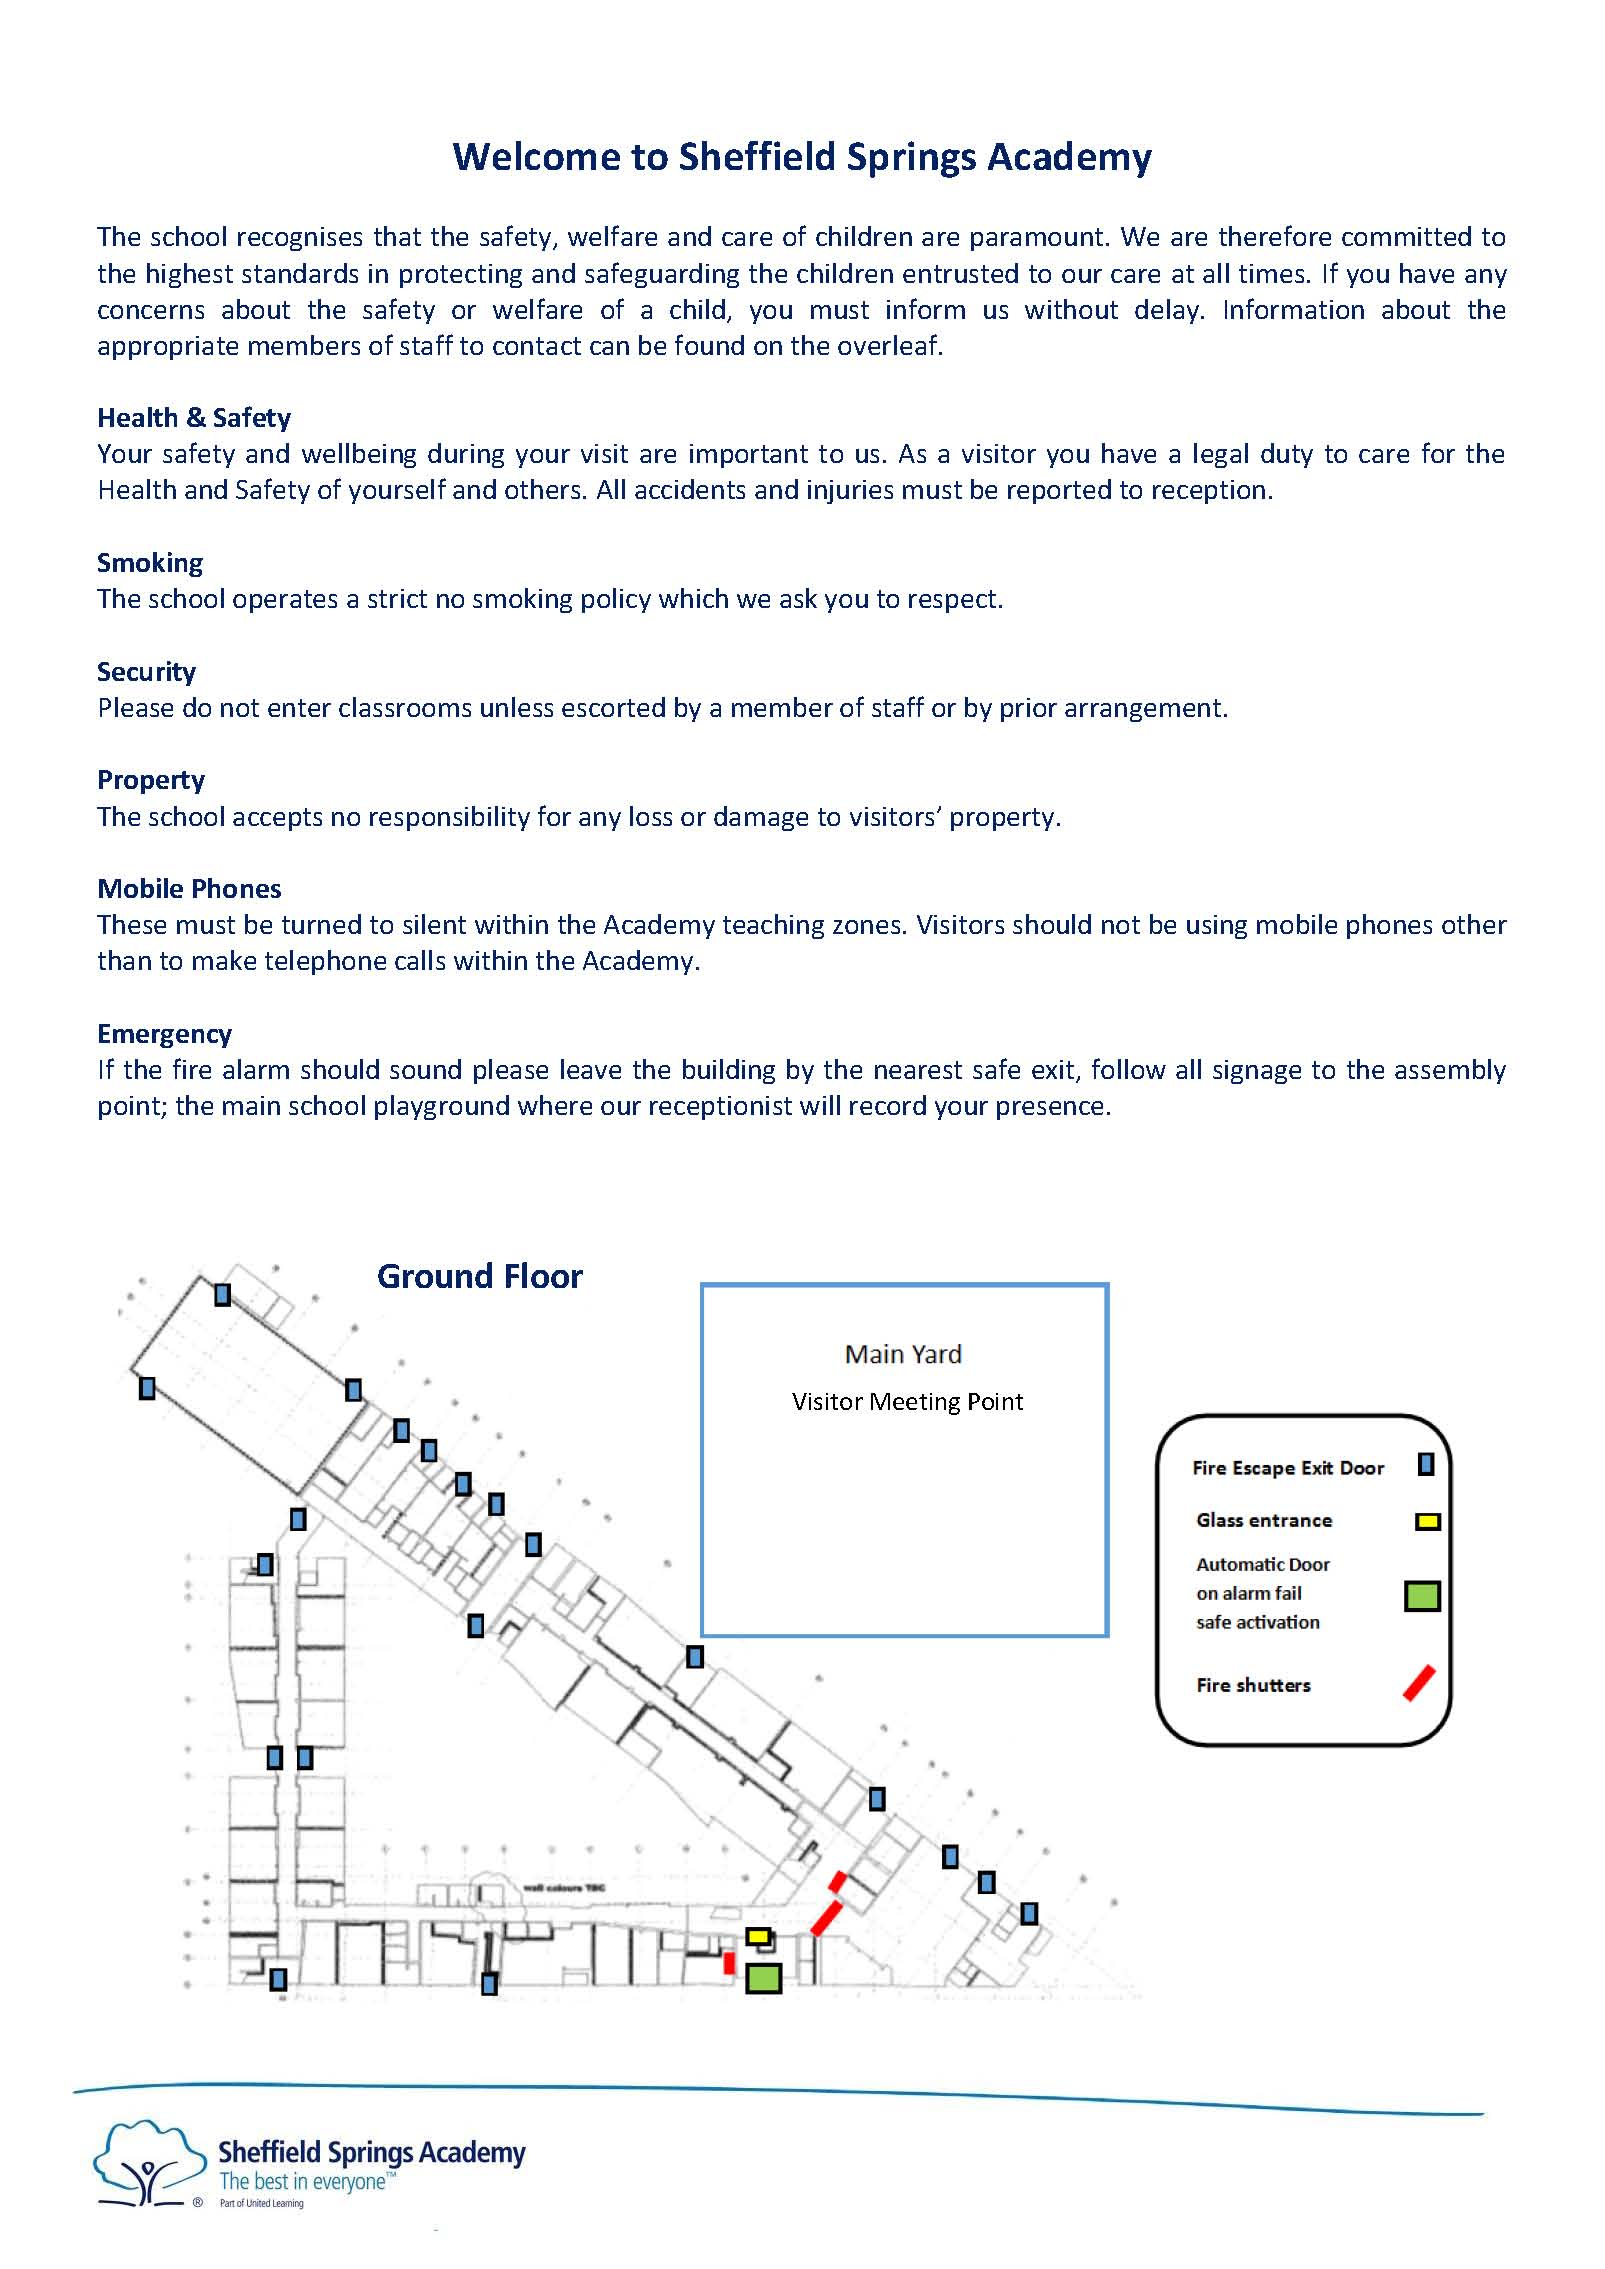 Welcome to Sheffield Springs Academy
The school recognises that the safety, welfare and care of children are paramount. We are therefore committed to
the highest standards in protecting and safeguarding the children entrusted to our care at all times. If you have any
concerns about the safety or welfare of a child, you must inform us without delay. Information about the
appropriate members of staff to contact can be found on the overleaf.
Health & Safety
Your safety and wellbeing during your visit are important to us. As a visitor you have a legal duty to care for the
Health and Safety of yourself and others. All accidents and injuries must be reported to reception.
Smoking
The school operates a strict no smoking policy which we ask you to respect.
Security
Please do not enter classrooms unless escorted by a member of staff or by prior arrangement.
Property
The school accepts no responsibility for any loss or damage to visitors’ property.
Mobile Phones
These must be turned to silent within the Academy teaching zones. Visitors should not be using mobile phones other
than to make telephone calls within the Academy.
Emergency
If the fire alarm should sound please leave the building by the nearest safe exit, follow all signage to the assembly
point; the main school playground where our receptionist will record your presence.
Ground Floor
Main Yard
Visitor Meeting Point
Fire Escape Exit Door
Glass entrance
Automatic Door
on alarm fail
safe activation
Fire shutters
wall colours TBC
Sheffield Springs Academy
The best in everyone™
® Part of United Learning